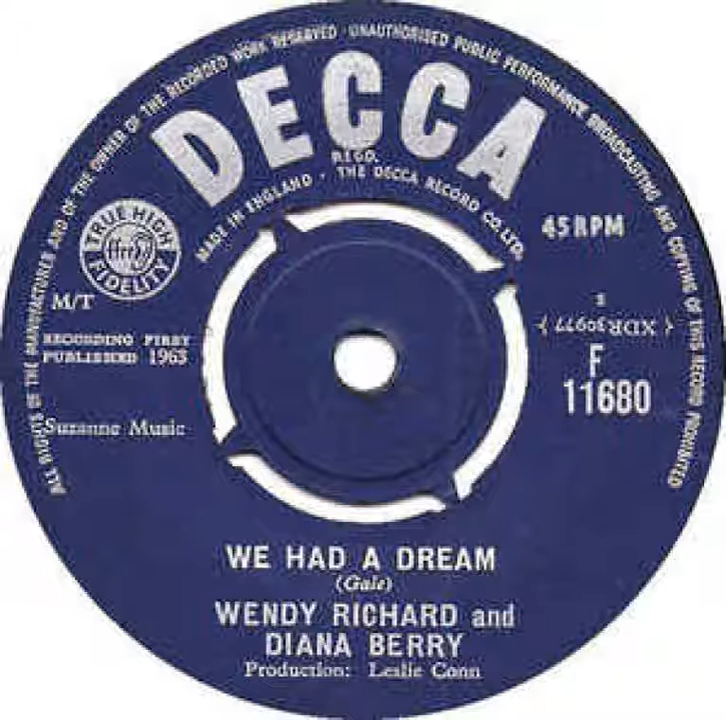 ALL RIGHTS OF THE MANUFACTURER AND OF THE OWNER OF THE RECORDED WORK RESERVED · UNAUTHORISED PUBLIC PERFORMANCE BROADCASTING AND COPYING OF THIS RECORD PROHIBITED
DECCA
REGD.
MADE IN ENGLAND · THE DECCA RECORD CO. LTD.
45 RPM
TRUE HIGH
ffrr
FIDELITY
M/T
RECORDING FIRST
PUBLISHED 1963
(XDR30977)
F
11680
Suzanne Music
WE HAD A DREAM
(Gale)
WENDY RICHARD and
DIANA BERRY
Production: Leslie Conn